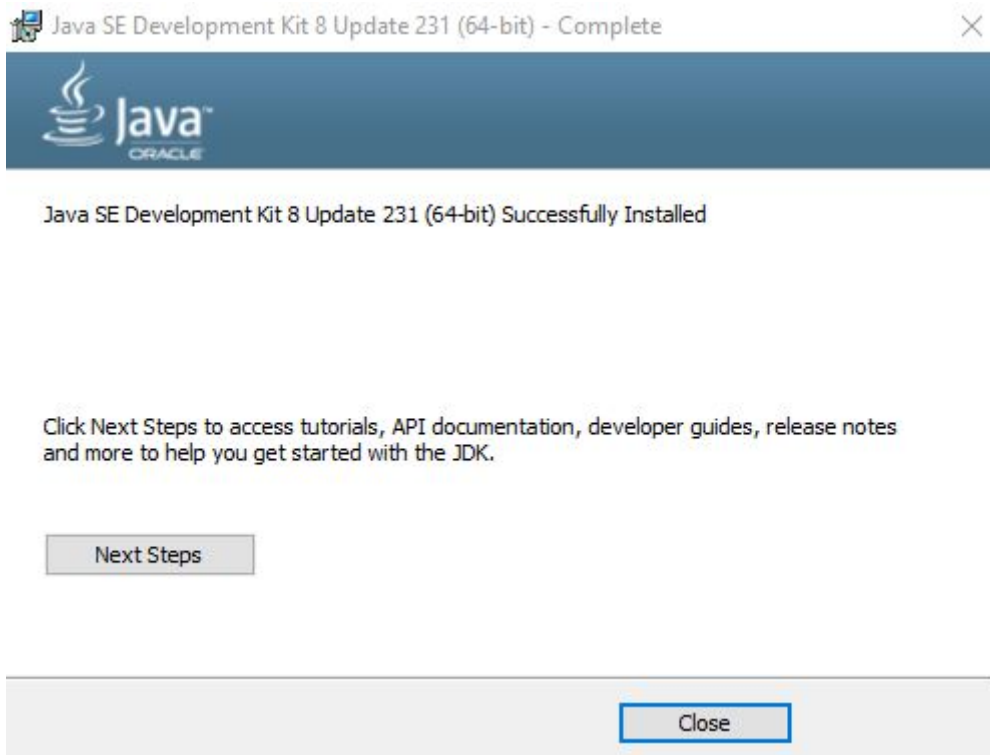 Java SE Development Kit 8 Update 231 (64-bit) - Complete
Java™
ORACLE
Java SE Development Kit 8 Update 231 (64-bit) Successfully Installed
Click Next Steps to access tutorials, API documentation, developer guides, release notes
and more to help you get started with the JDK.
Next Steps
Close